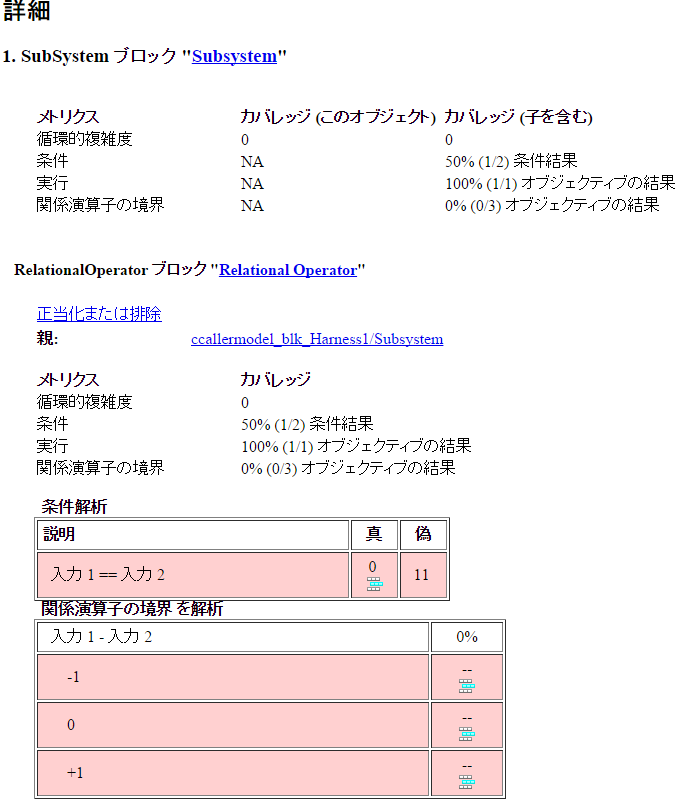 詳細
1. SubSystem ブロック "Subsystem"
メトリクス カバレッジ (このオブジェクト) カバレッジ (子を含む)
循環的複雑度 0 0
条件 NA 50% (1/2) 条件結果
実行 NA 100% (1/1) オブジェクティブの結果
関係演算子の境界 NA 0% (0/3) オブジェクティブの結果
RelationalOperator ブロック "Relational Operator"
正当化または排除
親: ccallermodel_blk_Harness1/Subsystem
メトリクス カバレッジ
循環的複雑度 0
条件 50% (1/2) 条件結果
実行 100% (1/1) オブジェクティブの結果
関係演算子の境界 0% (0/3) オブジェクティブの結果
条件解析
説明 真 偽
入力 1 == 入力 2 0 11
関係演算子の境界 を解析
入力 1 - 入力 2 0%
-1 --
0 --
+1 --